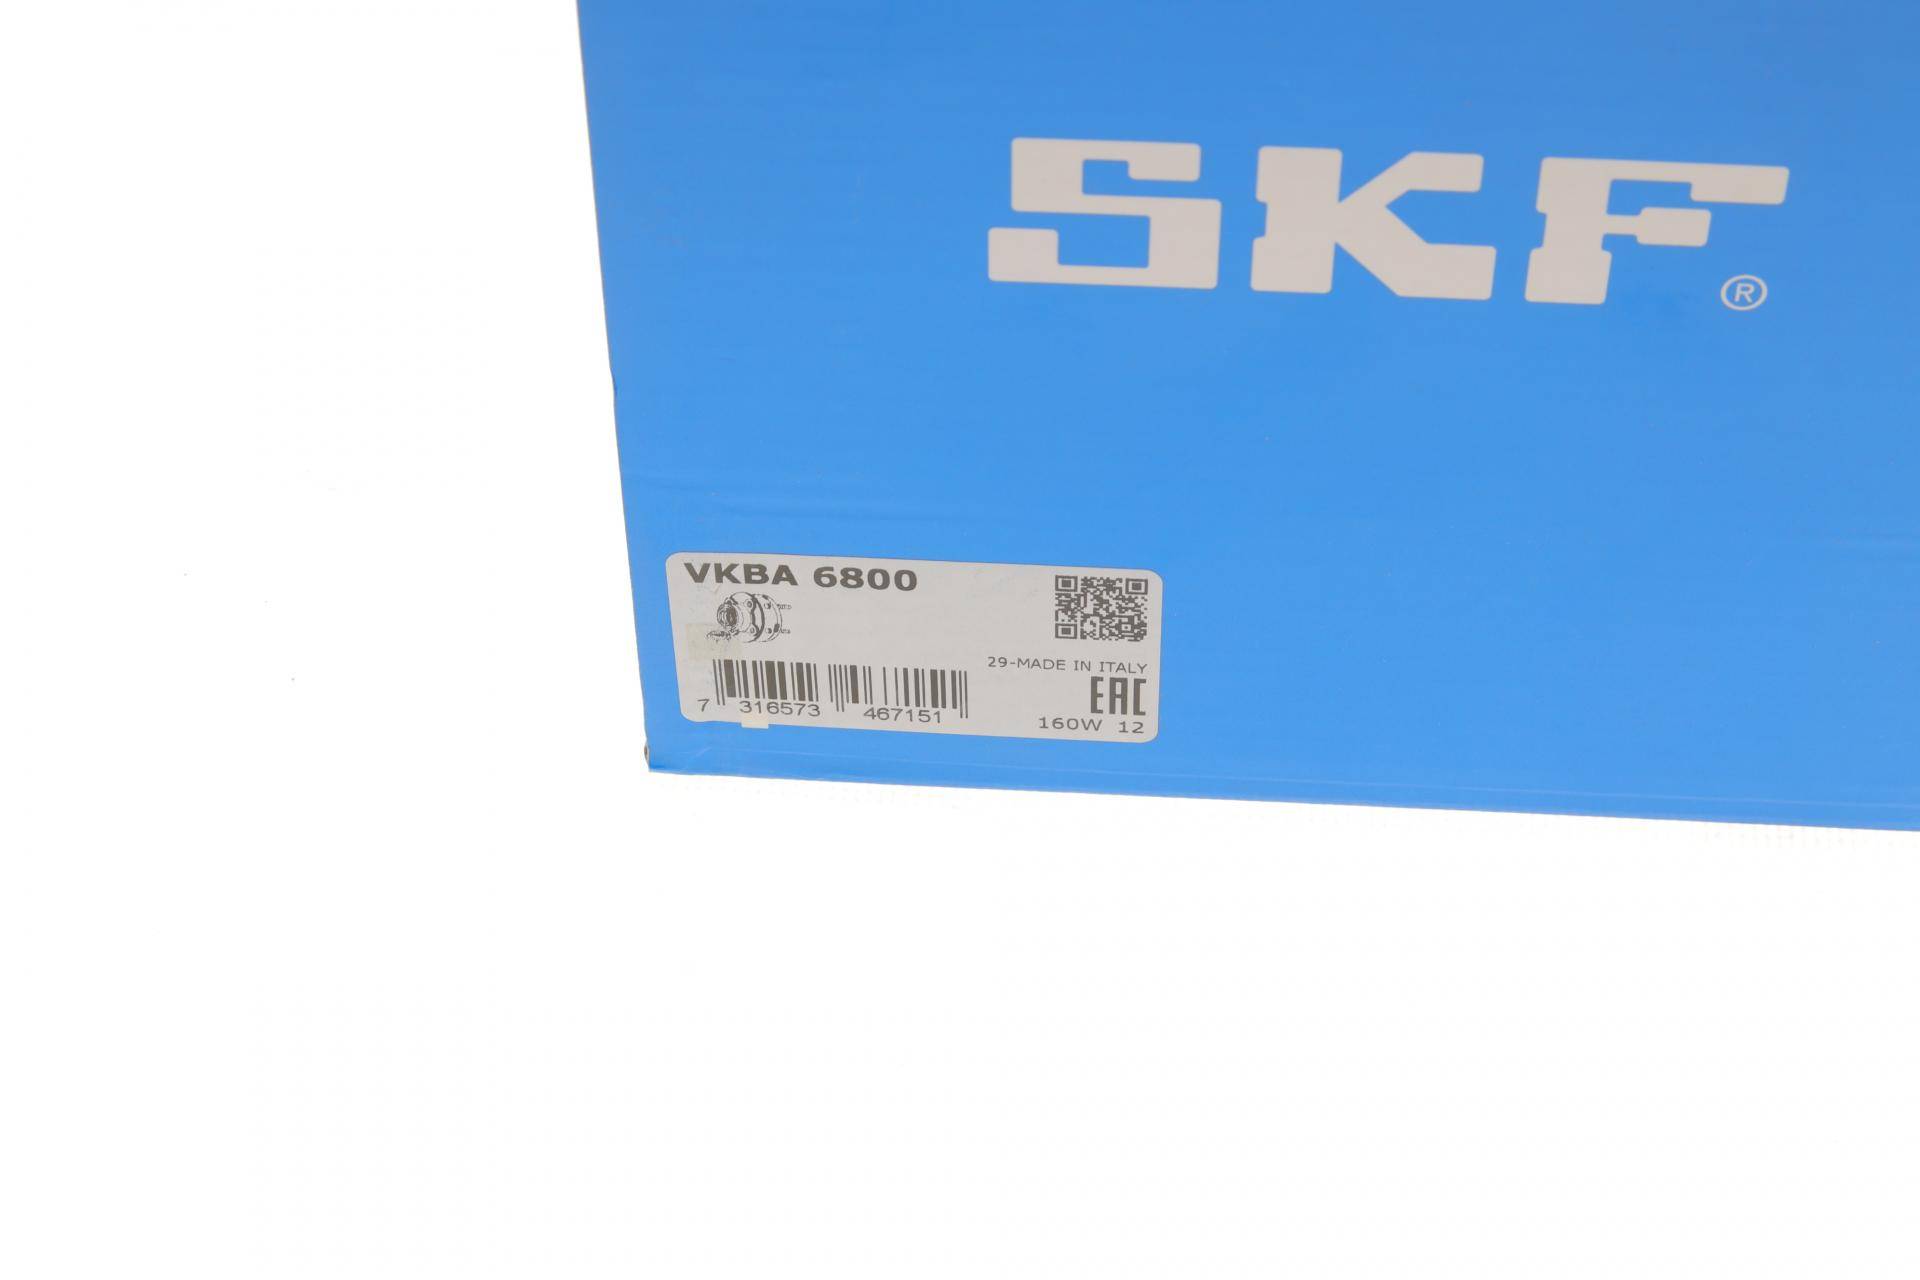 SKF®
VKBA 6800
29-MADE IN ITALY
EAC
7 316573 467151
160W 12